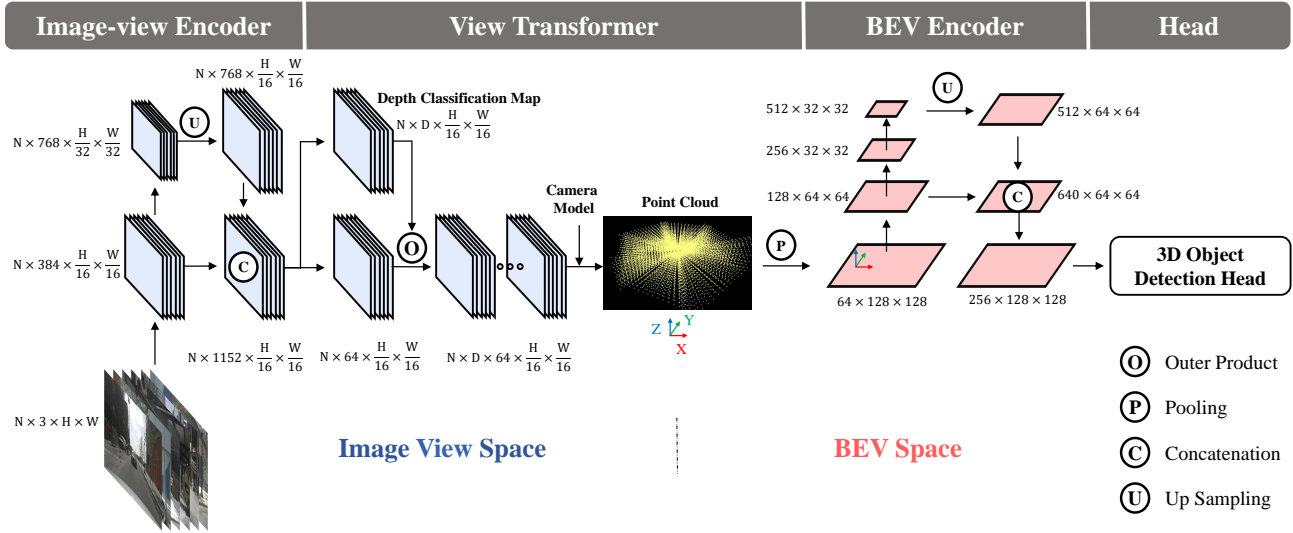 Image-view Encoder
View Transformer
BEV Encoder
Head
N × 768 × H/16 × W/16
U
N × 768 × H/32 × W/32
Depth Classification Map
N × D × H/16 × W/16
N × 384 × H/16 × W/16
C
O
Camera
Model
Point Cloud
Z
Y
X
N × 1152 × H/16 × W/16
N × 64 × H/16 × W/16
N × D × 64 × H/16 × W/16
N × 3 × H × W
P
512 × 32 × 32
U
512 × 64 × 64
256 × 32 × 32
128 × 64 × 64
C
640 × 64 × 64
64 × 128 × 128
256 × 128 × 128
3D Object
Detection Head
Image View Space
BEV Space
O Outer Product
P Pooling
C Concatenation
U Up Sampling